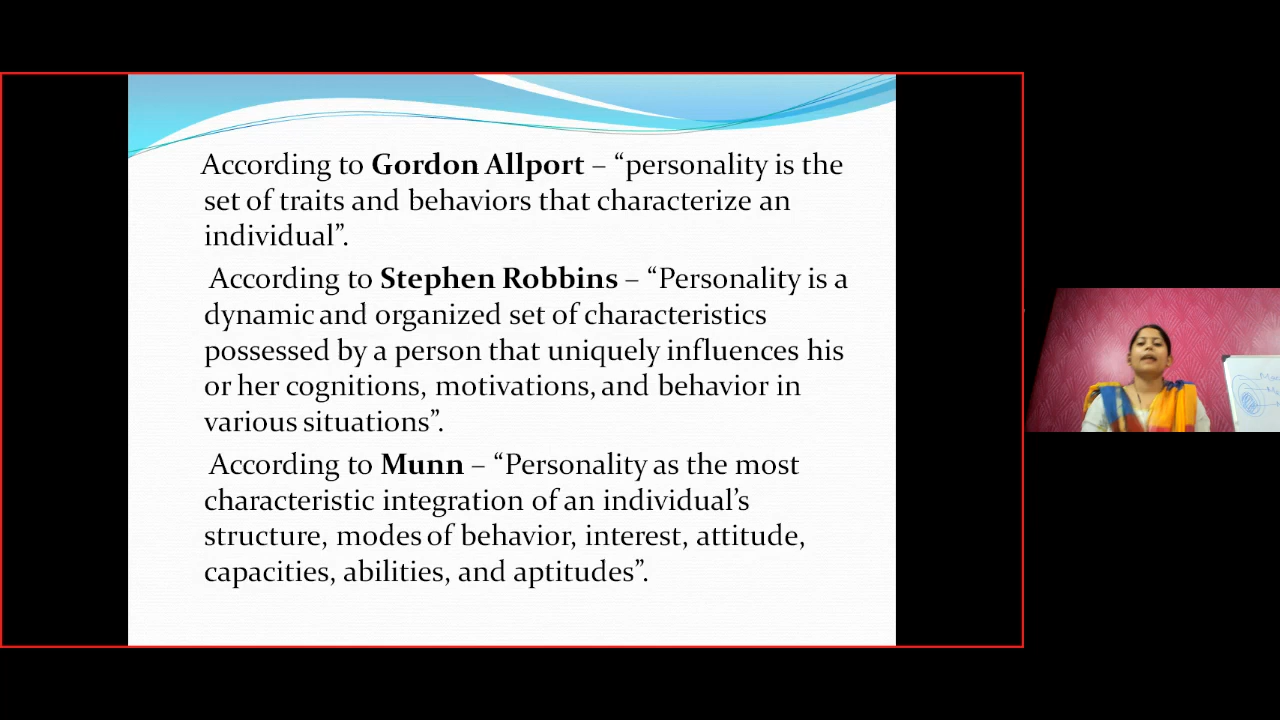 According to Gordon Allport – “personality is the
set of traits and behaviors that characterize an
individual”.
According to Stephen Robbins – “Personality is a
dynamic and organized set of characteristics
possessed by a person that uniquely influences his
or her cognitions, motivations, and behavior in
various situations”.
According to Munn – “Personality as the most
characteristic integration of an individual’s
structure, modes of behavior, interest, attitude,
capacities, abilities, and aptitudes”.